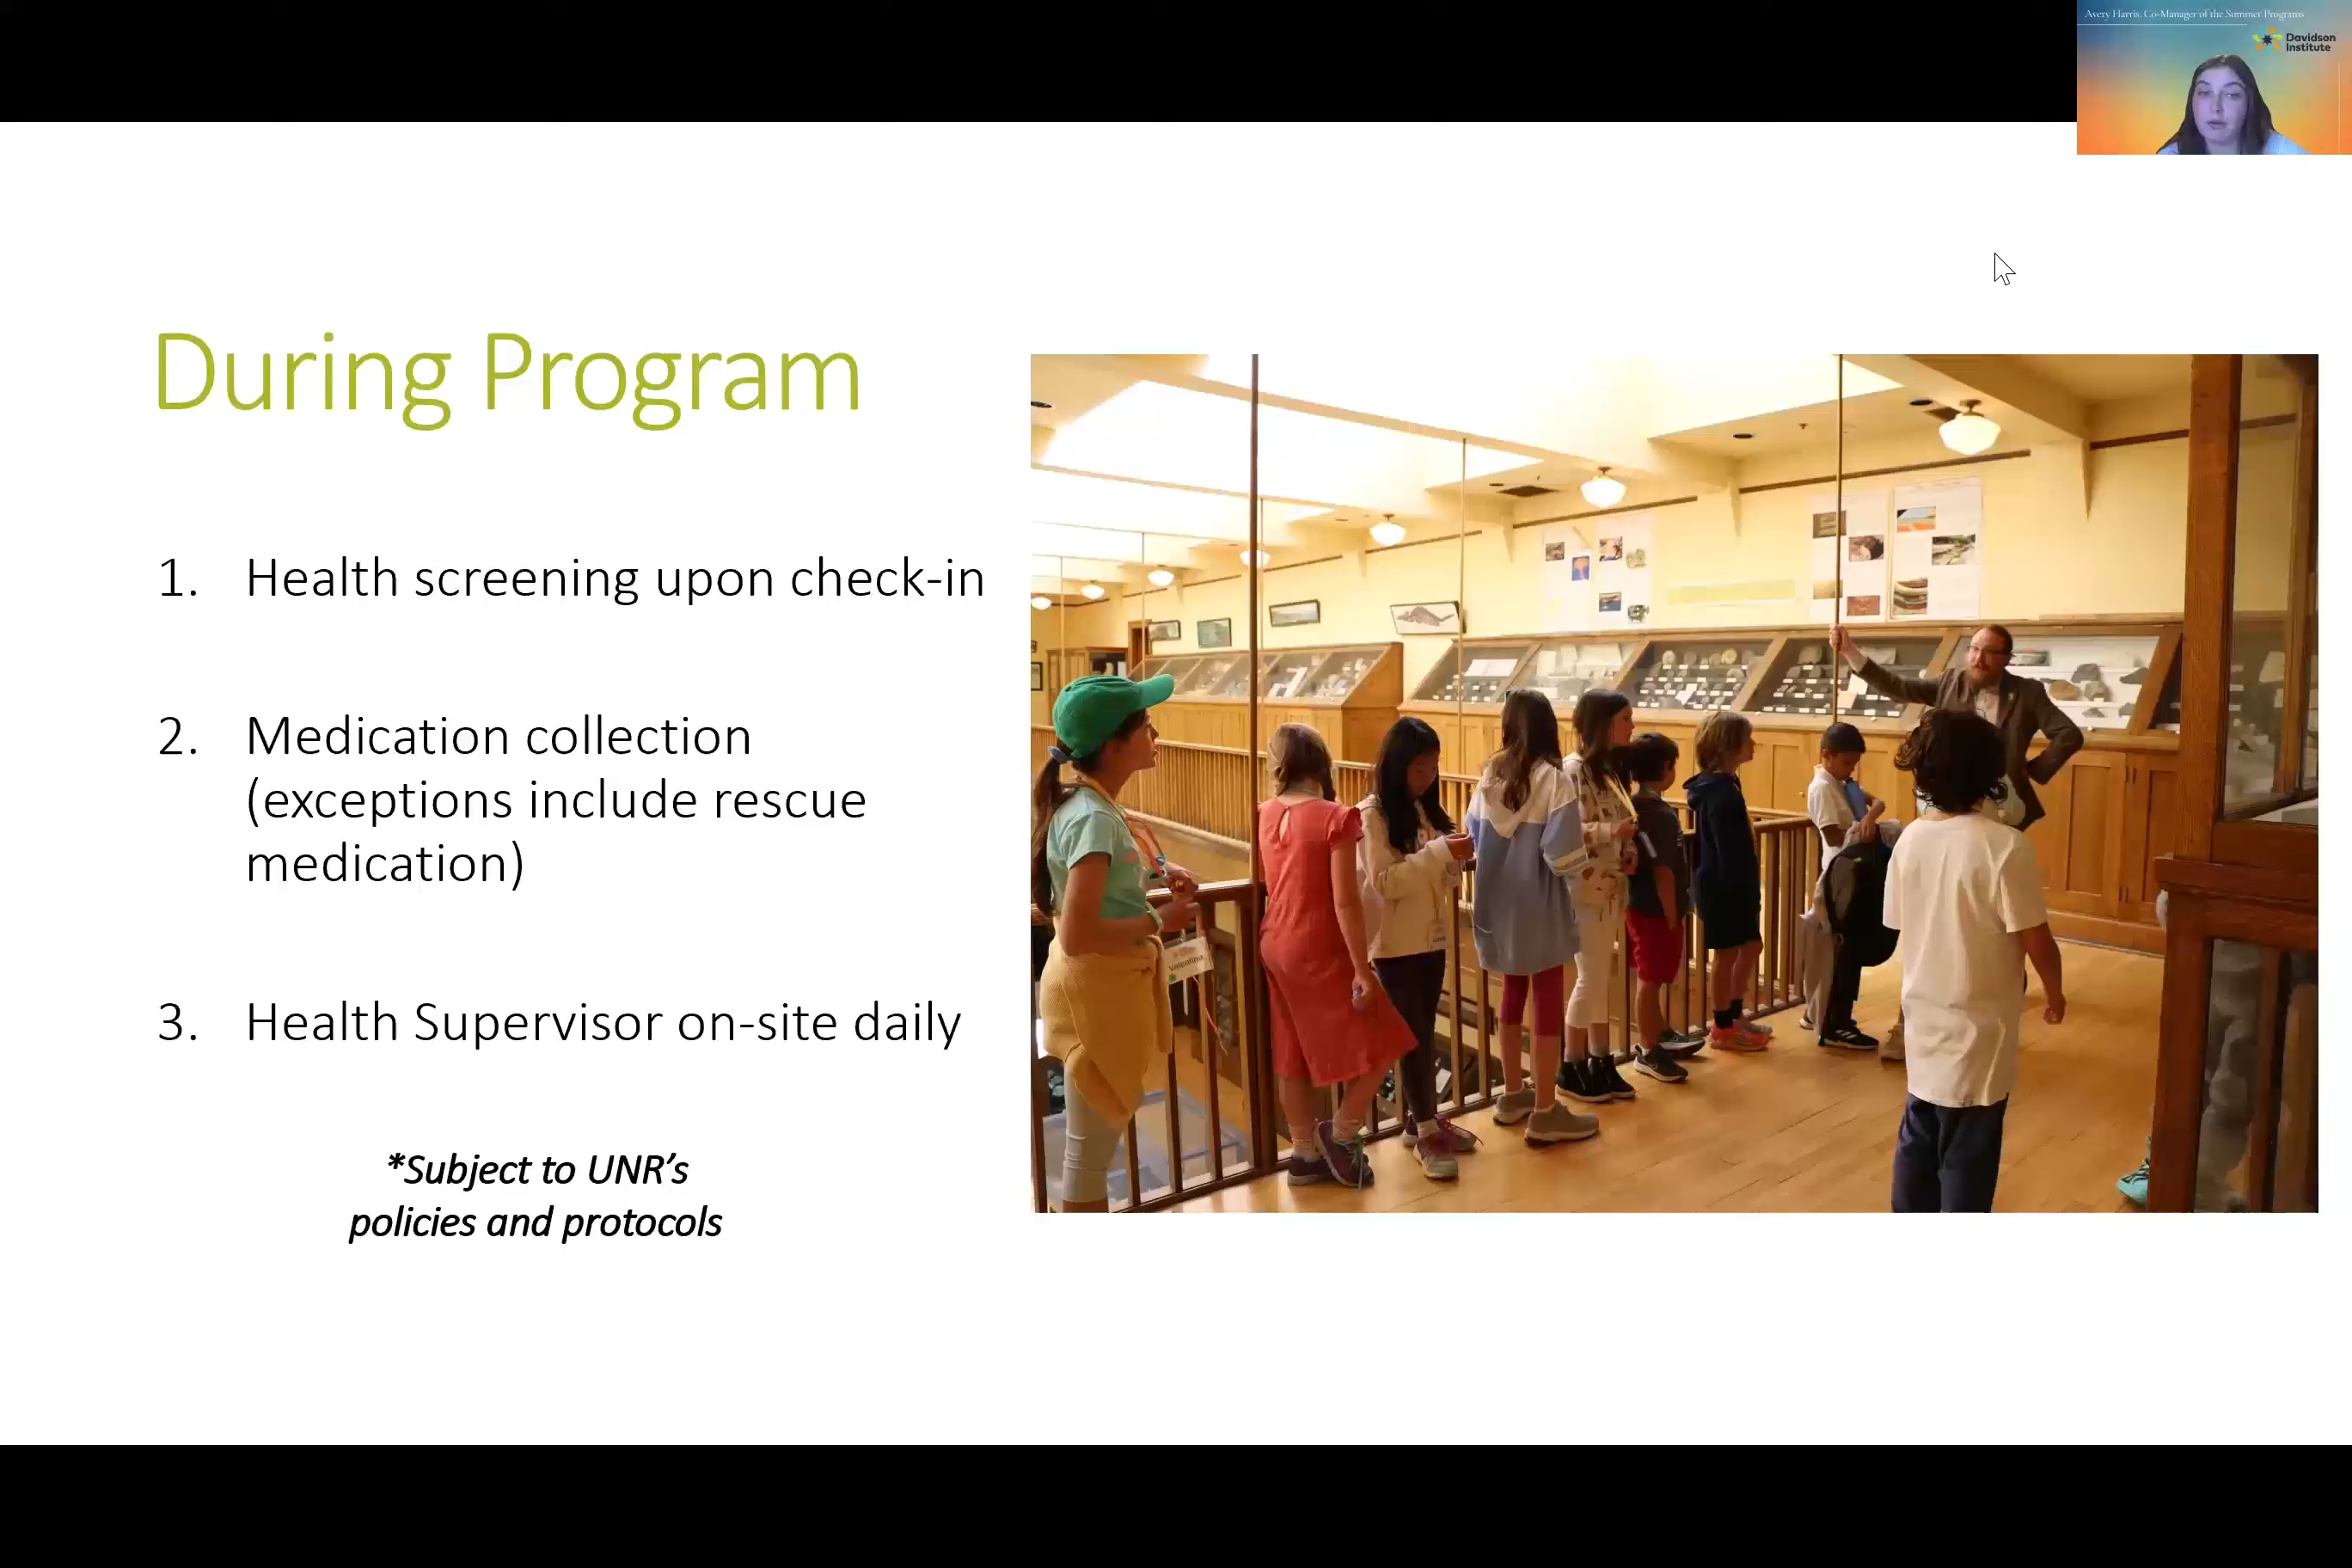 Avery Harris, Co-Manager of the Summer Programs
Davidson
Institute
During Program
1. Health screening upon check-in
2. Medication collection
(exceptions include rescue
medication)
3. Health Supervisor on-site daily
*Subject to UNR's
policies and protocols
Valentina